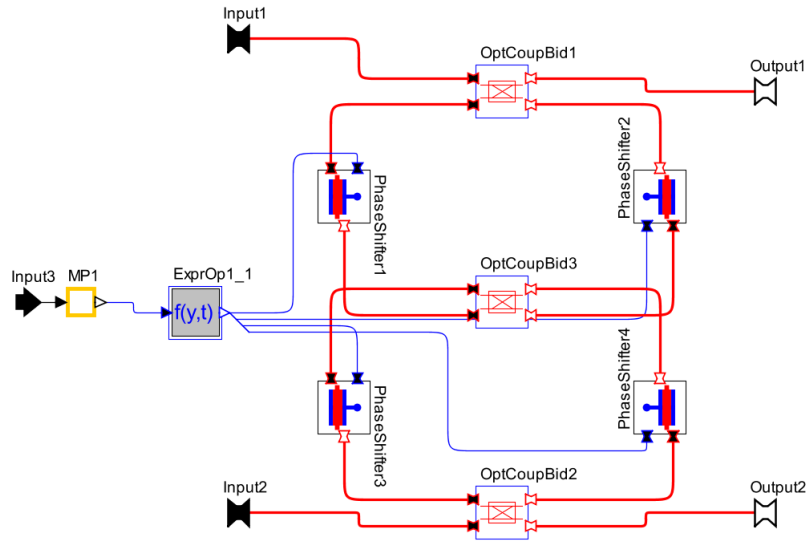 Input1
OptCoupBid1
Output1
PhaseShifter1
PhaseShifter2
Input3
MP1
ExprOp1_1
f(y,t)
OptCoupBid3
PhaseShifter3
PhaseShifter4
Input2
OptCoupBid2
Output2